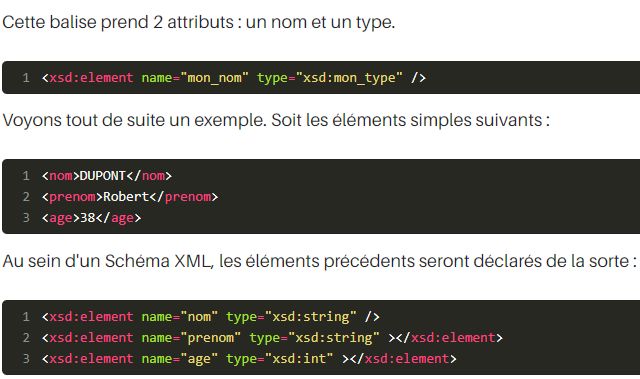 Cette balise prend 2 attributs : un nom et un type.
1 <xsd:element name="mon_nom" type="xsd:mon_type" />
Voyons tout de suite un exemple. Soit les éléments simples suivants :
1 <nom>DUPONT</nom>
2 <prenom>Robert</prenom>
3 <age>38</age>
Au sein d'un Schéma XML, les éléments précédents seront déclarés de la sorte :
1 <xsd:element name="nom" type="xsd:string" />
2 <xsd:element name="prenom" type="xsd:string" ></xsd:element>
3 <xsd:element name="age" type="xsd:int" ></xsd:element>